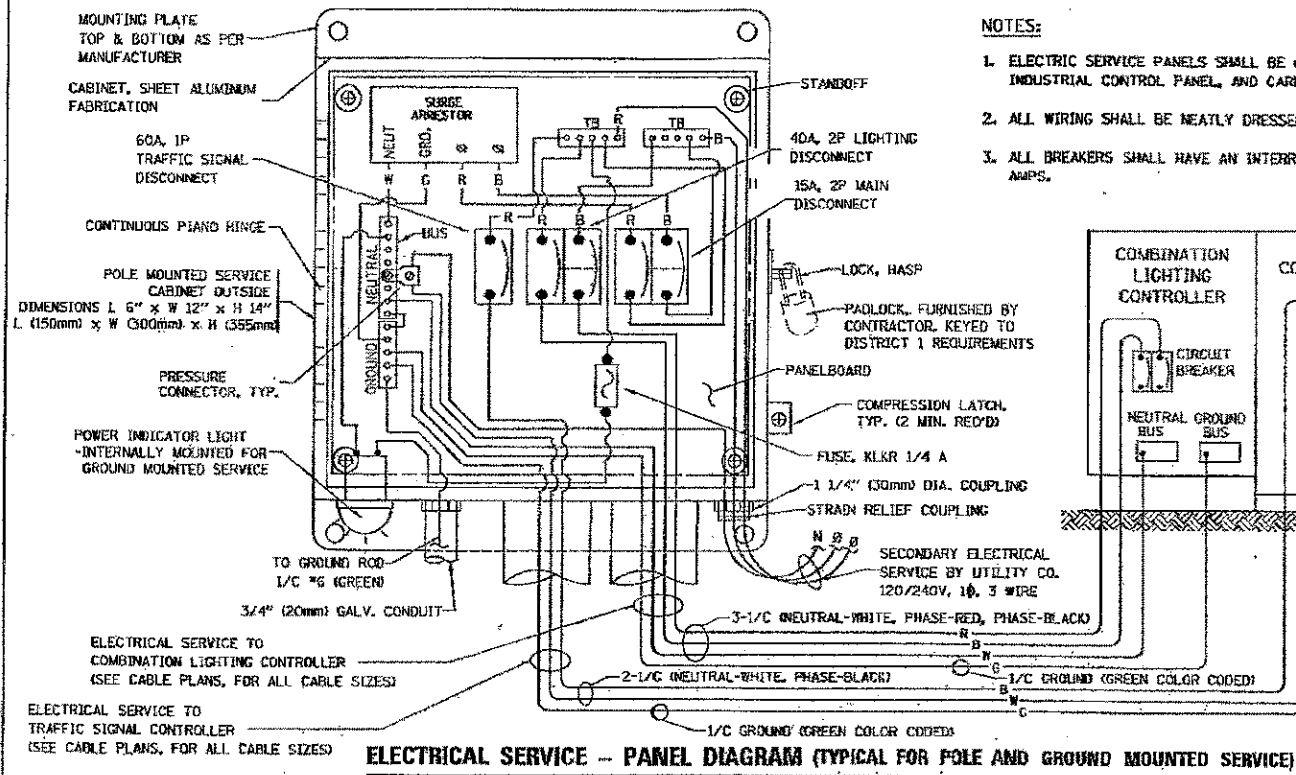 MOUNTING PLATE
TOP & BOTTOM AS PER
MANUFACTURER
CABINET, SHEET ALUMINUM
FABRICATION
60A, 1P
TRAFFIC SIGNAL
DISCONNECT
CONTINUOUS PIANO HINGE
POLE MOUNTED SERVICE
CABINET OUTSIDE
DIMENSIONS L 6" x W 12" x H 14"
L (150mm) x W (300mm) x H (355mm)
PRESSURE
CONNECTOR, TYP.
POWER INDICATOR LIGHT
-INTERNALLY MOUNTED FOR
GROUND MOUNTED SERVICE
TO GROUND ROD
1/C #6 (GREEN)
3/4" (20mm) GALV. CONDUIT
ELECTRICAL SERVICE TO
COMBINATION LIGHTING CONTROLLER
(SEE CABLE PLANS, FOR ALL CABLE SIZES)
ELECTRICAL SERVICE TO
TRAFFIC SIGNAL CONTROLLER
(SEE CABLE PLANS, FOR ALL CABLE SIZES)
SURGE
ARRESTOR
NEUT
GRD.
W G R B
TB R
TB B
R R B R B
BUS
NEUTRAL
GROUND
STANDOFF
40A, 2P LIGHTING
DISCONNECT
15A, 2P MAIN
DISCONNECT
LOCK, HASP
PADLOCK, FURNISHED BY
CONTRACTOR, KEYED TO
DISTRICT 1 REQUIREMENTS
PANELBOARD
COMPRESSION LATCH,
TYP. (2 MIN. REQ'D)
FUSE, KLKR 1/4 A
1 1/4" (30mm) DIA. COUPLING
STRAIN RELIEF COUPLING
N Ø Ø
SECONDARY ELECTRICAL
SERVICE BY UTILITY CO.
120/240V, 1Ø, 3 WIRE
3-1/C (NEUTRAL-WHITE, PHASE-RED, PHASE-BLACK)
R
B
W
G
1/C GROUND (GREEN COLOR CODED)
2-1/C (NEUTRAL-WHITE, PHASE-BLACK)
B
W
G
1/C GROUND (GREEN COLOR CODED)
NOTES:
1. ELECTRIC SERVICE PANELS SHALL BE
INDUSTRIAL CONTROL PANEL, AND
2. ALL WIRING SHALL BE NEATLY
3. ALL BREAKERS SHALL HAVE AN
AMPS.
COMBINATION
LIGHTING
CONTROLLER
CIRCUIT
BREAKER
NEUTRAL GROUND
BUS BUS
ELECTRICAL SERVICE -- PANEL DIAGRAM (TYPICAL FOR POLE AND GROUND MOUNTED SERVICE)